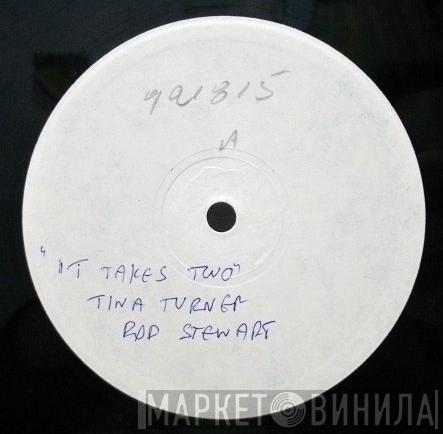 921815
A
"IT TAKES TWO"
TINA TURNER
ROD STEWART
МАРКЕТ ВИНИЛА